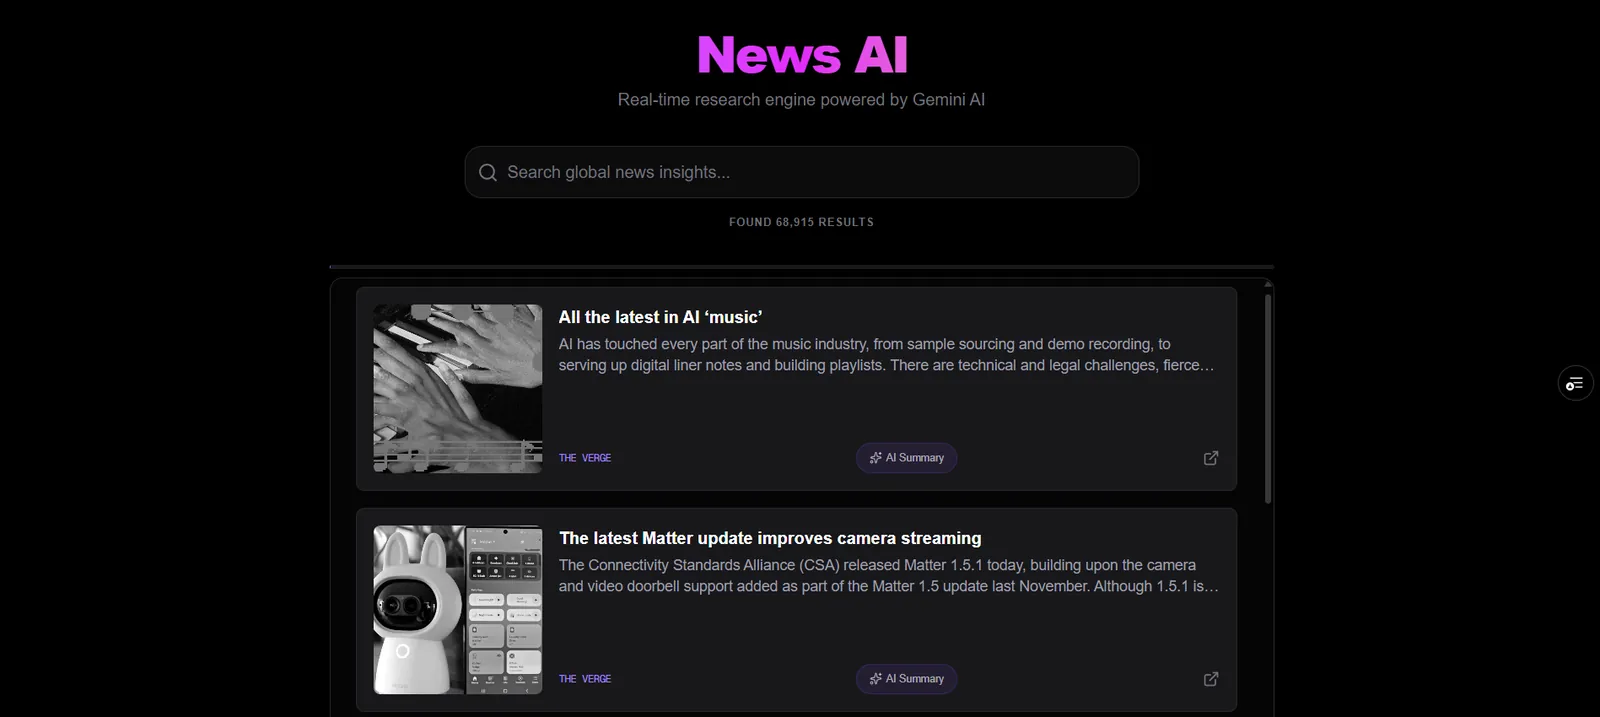 News AI
Real-time research engine powered by Gemini AI
Search global news insights...
FOUND 68,915 RESULTS
All the latest in AI ‘music’
AI has touched every part of the music industry, from sample sourcing and demo recording, to
serving up digital liner notes and building playlists. There are technical and legal challenges, fierce…
THE VERGE
AI Summary
The latest Matter update improves camera streaming
The Connectivity Standards Alliance (CSA) released Matter 1.5.1 today, building upon the camera
and video doorbell support added as part of the Matter 1.5 update last November. Although 1.5.1 is…
THE VERGE
AI Summary